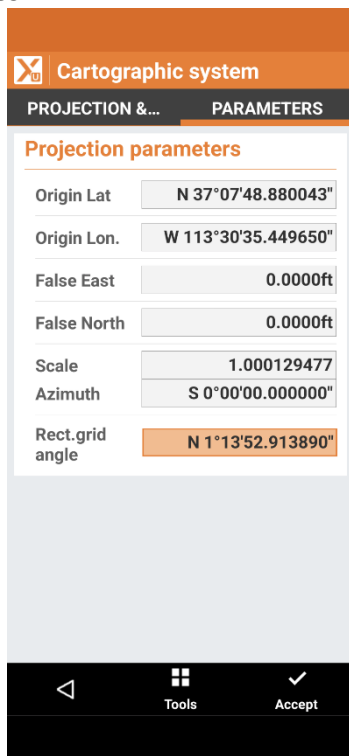 Xu Cartographic system
PROJECTION &... PARAMETERS
Projection parameters
Origin Lat N 37°07'48.880043"
Origin Lon. W 113°30'35.449650"
False East 0.0000ft
False North 0.0000ft
Scale 1.000129477
Azimuth S 0°00'00.000000"
Rect.grid
angle N 1°13'52.913890"
Tools Accept